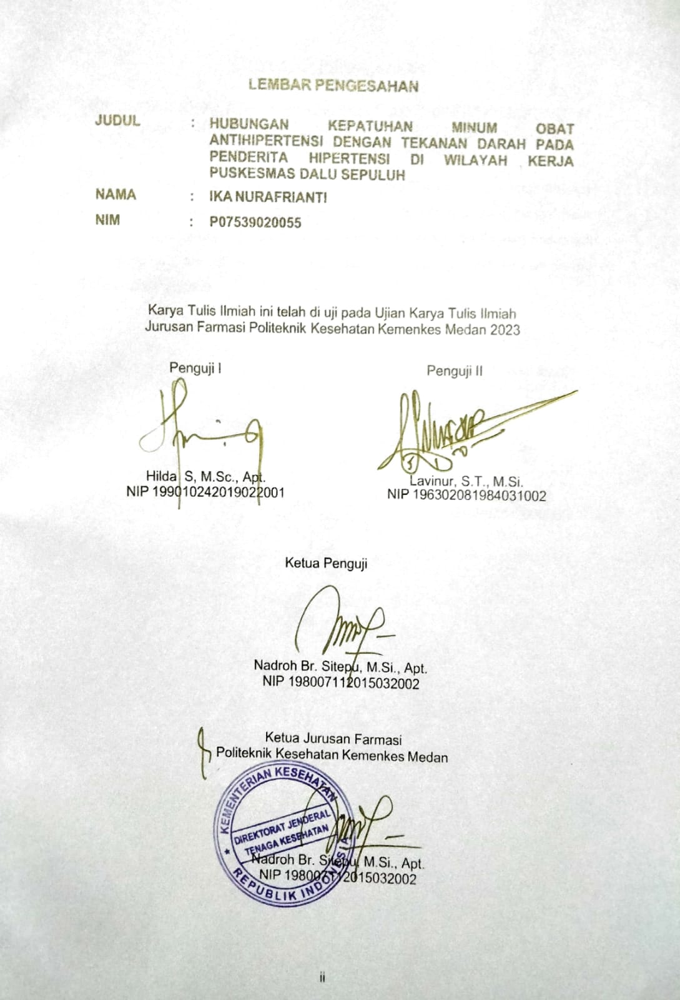 LEMBAR PENGESAHAN
JUDUL : HUBUNGAN KEPATUHAN MINUM OBAT
ANTIHIPERTENSI DENGAN TEKANAN DARAH PADA
PENDERITA HIPERTENSI DI WILAYAH KERJA
PUSKESMAS DALU SEPULUH
NAMA : IKA NURAFRIANTI
NIM : P07539020055
Karya Tulis Ilmiah ini telah di uji pada Ujian Karya Tulis Ilmiah
Jurusan Farmasi Politeknik Kesehatan Kemenkes Medan 2023
Penguji I
Hilda S, M.Sc., Apt.
NIP 199010242019022001
Penguji II
Lavinur, S.T., M.Si.
NIP 196302081984031002
Ketua Penguji
Nadroh Br. Sitepu, M.Si., Apt.
NIP 198007112015032002
Ketua Jurusan Farmasi
Politeknik Kesehatan Kemenkes Medan
KEMENTERIAN KESEHATAN
DIREKTORAT JENDERAL
TENAGA KESEHATAN
REPUBLIK INDONESIA
Nadroh Br. Sitepu, M.Si., Apt.
NIP 198007112015032002
ii